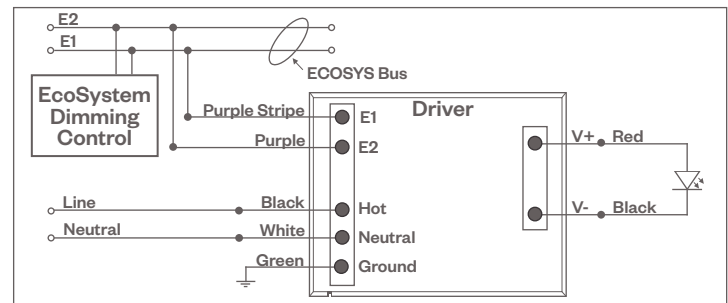 E2
E1
ECOSYS Bus
EcoSystem
Dimming
Control
Driver
Purple Stripe
E1
Purple
E2
V+
Red
Line
Black
Hot
V-
Black
Neutral
White
Neutral
Green
Ground